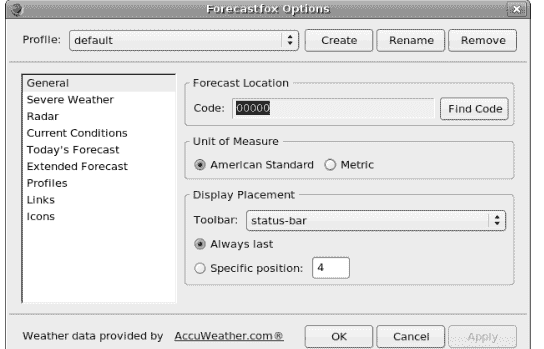 Forecastfox Options
Profile: default Create Rename Remove
General
Severe Weather
Radar
Current Conditions
Today's Forecast
Extended Forecast
Profiles
Links
Icons
Forecast Location
Code: 00000 Find Code
Unit of Measure
American Standard Metric
Display Placement
Toolbar: status-bar
Always last
Specific position: 4
Weather data provided by AccuWeather.com® OK Cancel Apply